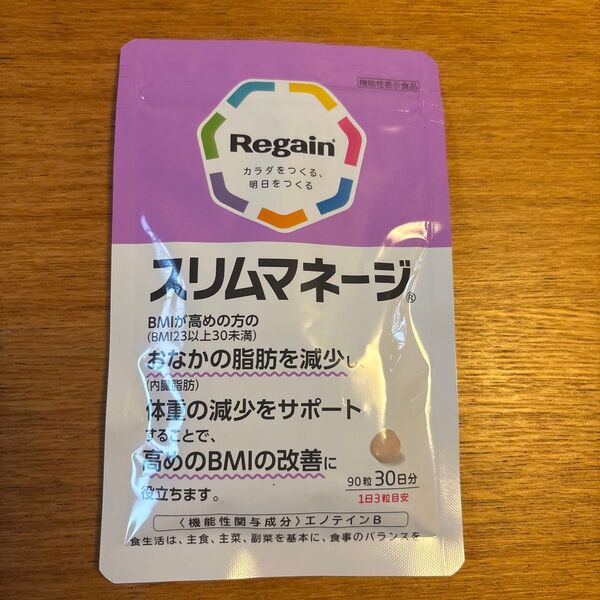 機能性表示食品
Regain®
カラダをつくる、
明日をつくる
スリムマネージ®
BMIが高めの方の
(BMI23以上30未満)
おなかの脂肪を減少し、
(内臓脂肪)
体重の減少をサポート
することで、
高めのBMIの改善に
役立ちます。
90粒30日分
1日3粒目安
〈機能性関与成分〉エノテインB
食生活は、主食、主菜、副菜を基本に、食事のバランスを